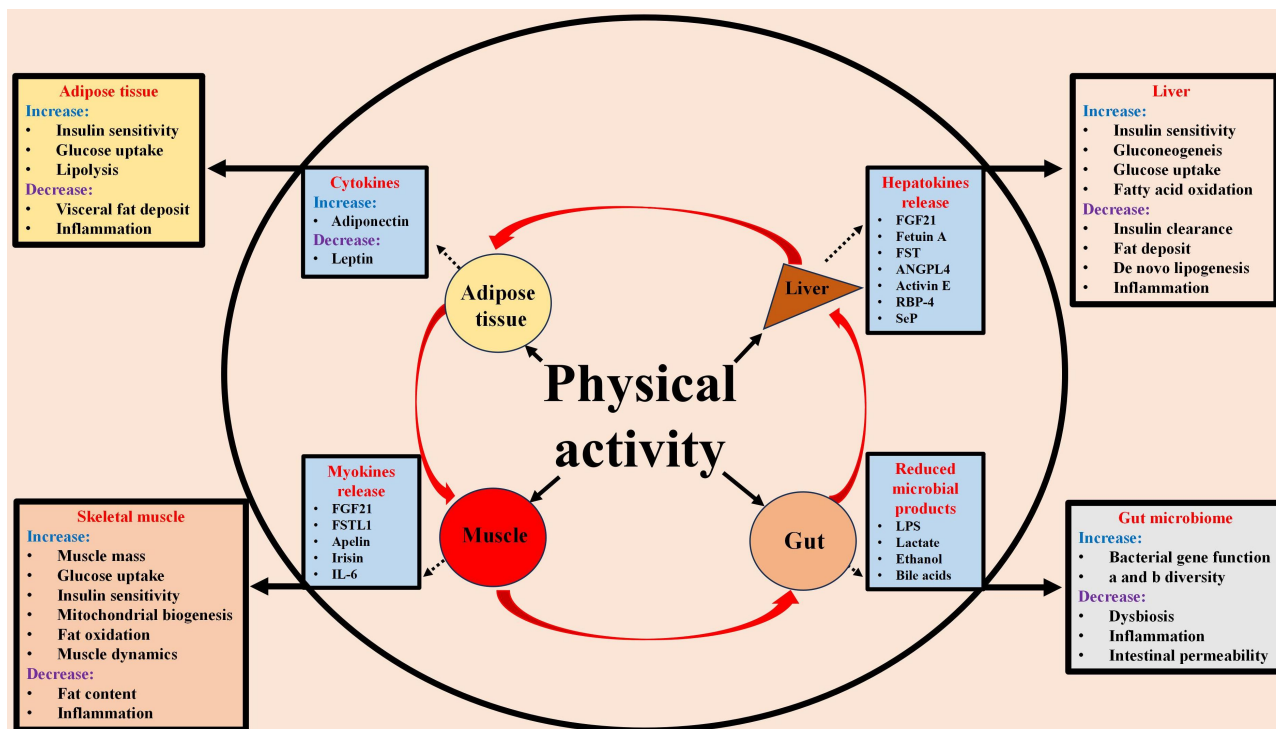 Adipose tissue
Increase:
• Insulin sensitivity
• Glucose uptake
• Lipolysis
Decrease:
• Visceral fat deposit
• Inflammation
Cytokines
Increase:
• Adiponectin
Decrease:
• Leptin
Adipose
tissue
Liver
Hepatokines
release
• FGF21
• Fetuin A
• FST
• ANGPL4
• Activin E
• RBP-4
• SeP
Liver
Increase:
• Insulin sensitivity
• Gluconeogeneis
• Glucose uptake
• Fatty acid oxidation
Decrease:
• Insulin clearance
• Fat deposit
• De novo lipogenesis
• Inflammation
Physical
activity
Skeletal muscle
Increase:
• Muscle mass
• Glucose uptake
• Insulin sensitivity
• Mitochondrial biogenesis
• Fat oxidation
• Muscle dynamics
Decrease:
• Fat content
• Inflammation
Myokines
release
• FGF21
• FSTL1
• Apelin
• Irisin
• IL-6
Muscle
Gut
Reduced
microbial
products
• LPS
• Lactate
• Ethanol
• Bile acids
Gut microbiome
Increase:
• Bacterial gene function
• a and b diversity
Decrease:
• Dysbiosis
• Inflammation
• Intestinal permeability